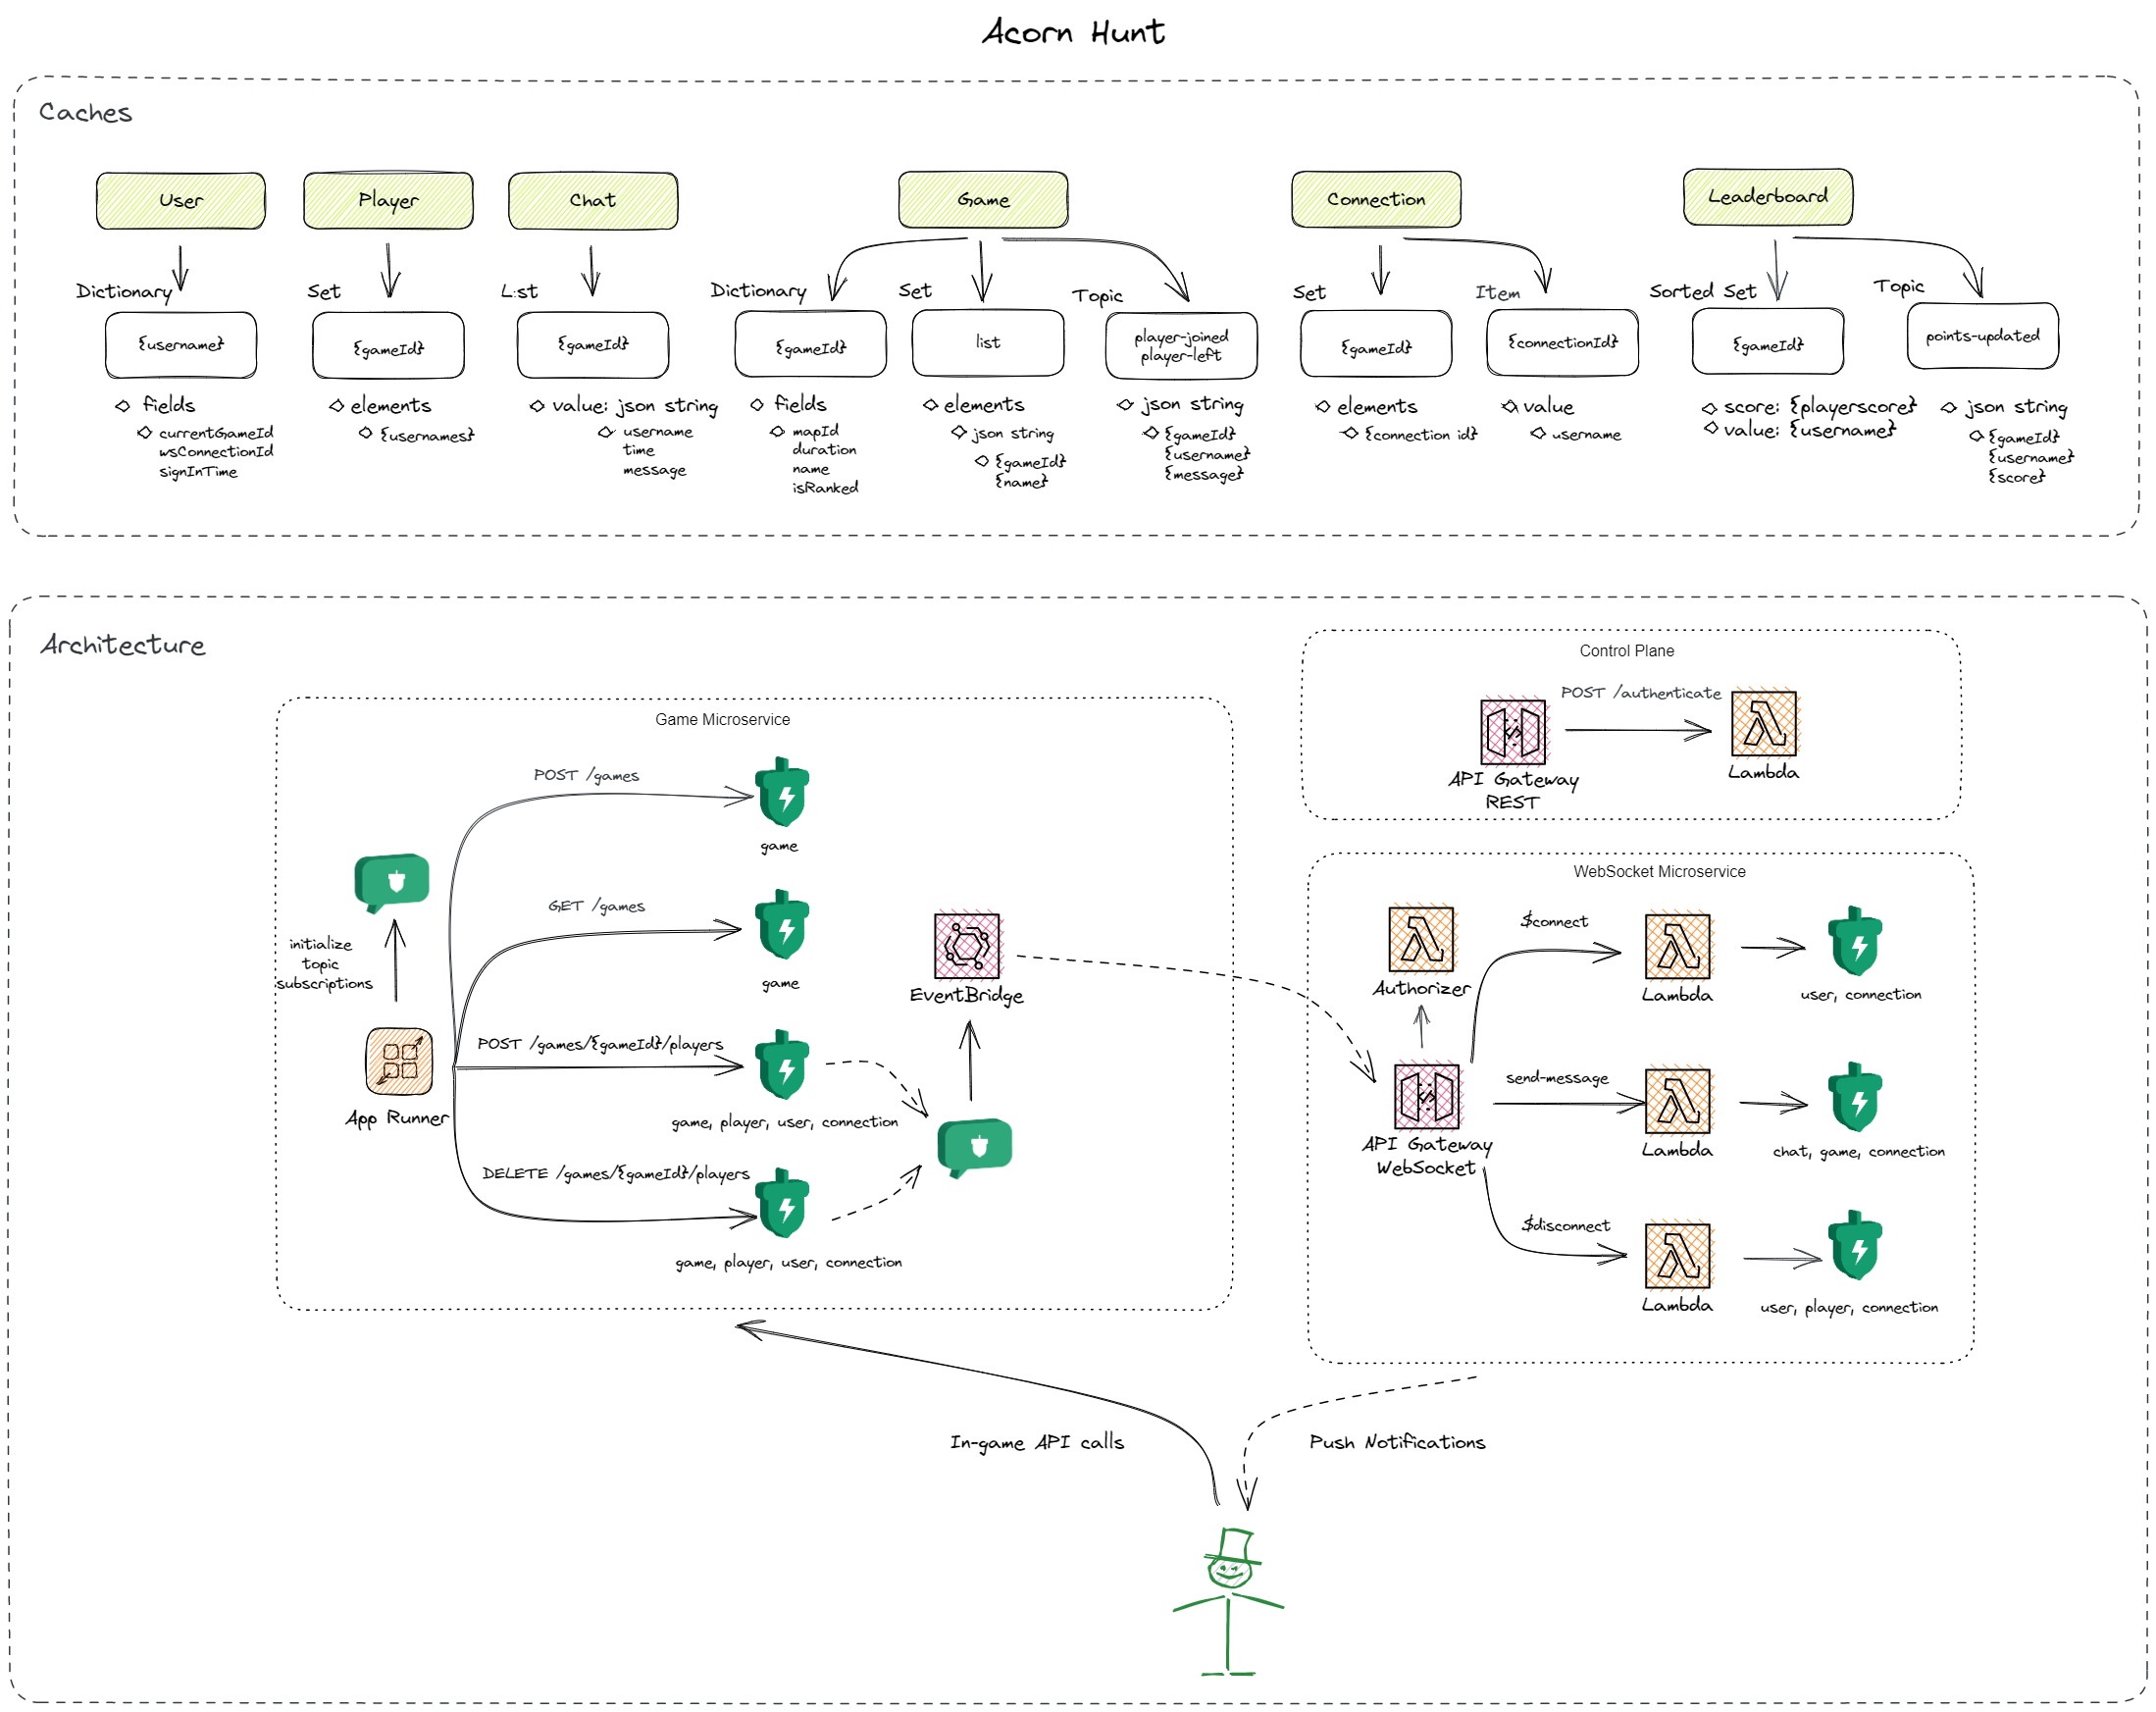 Acorn Hunt
Caches
User
Player
Chat
Game
Connection
Leaderboard
Dictionary
{username}
fields
currentGameId
wsConnectionId
signInTime
Set
{gameId}
elements
{usernames}
List
{gameId}
value: json string
username
time
message
Dictionary
{gameId}
fields
mapId
duration
name
isRanked
Set
list
elements
json string
{gameId}
{name}
Topic
player-joined
player-left
json string
{gameId}
{username}
{message}
Set
{gameId}
elements
{connection id}
Item
{connectionId}
value
username
Sorted Set
{gameId}
score: {playerscore}
value: {username}
Topic
points-updated
json string
{gameId}
{username}
{score}
Architecture
Game Microservice
POST /games
game
GET /games
game
initialize
topic
subscriptions
App Runner
POST /games/{gameId}/players
game, player, user, connection
DELETE /games/{gameId}/players
game, player, user, connection
EventBridge
Control Plane
POST /authenticate
API Gateway
REST
Lambda
WebSocket Microservice
Authorizer
API Gateway
WebSocket
$connect
Lambda
user, connection
send-message
Lambda
chat, game, connection
$disconnect
Lambda
user, player, connection
In-game API calls
Push Notifications